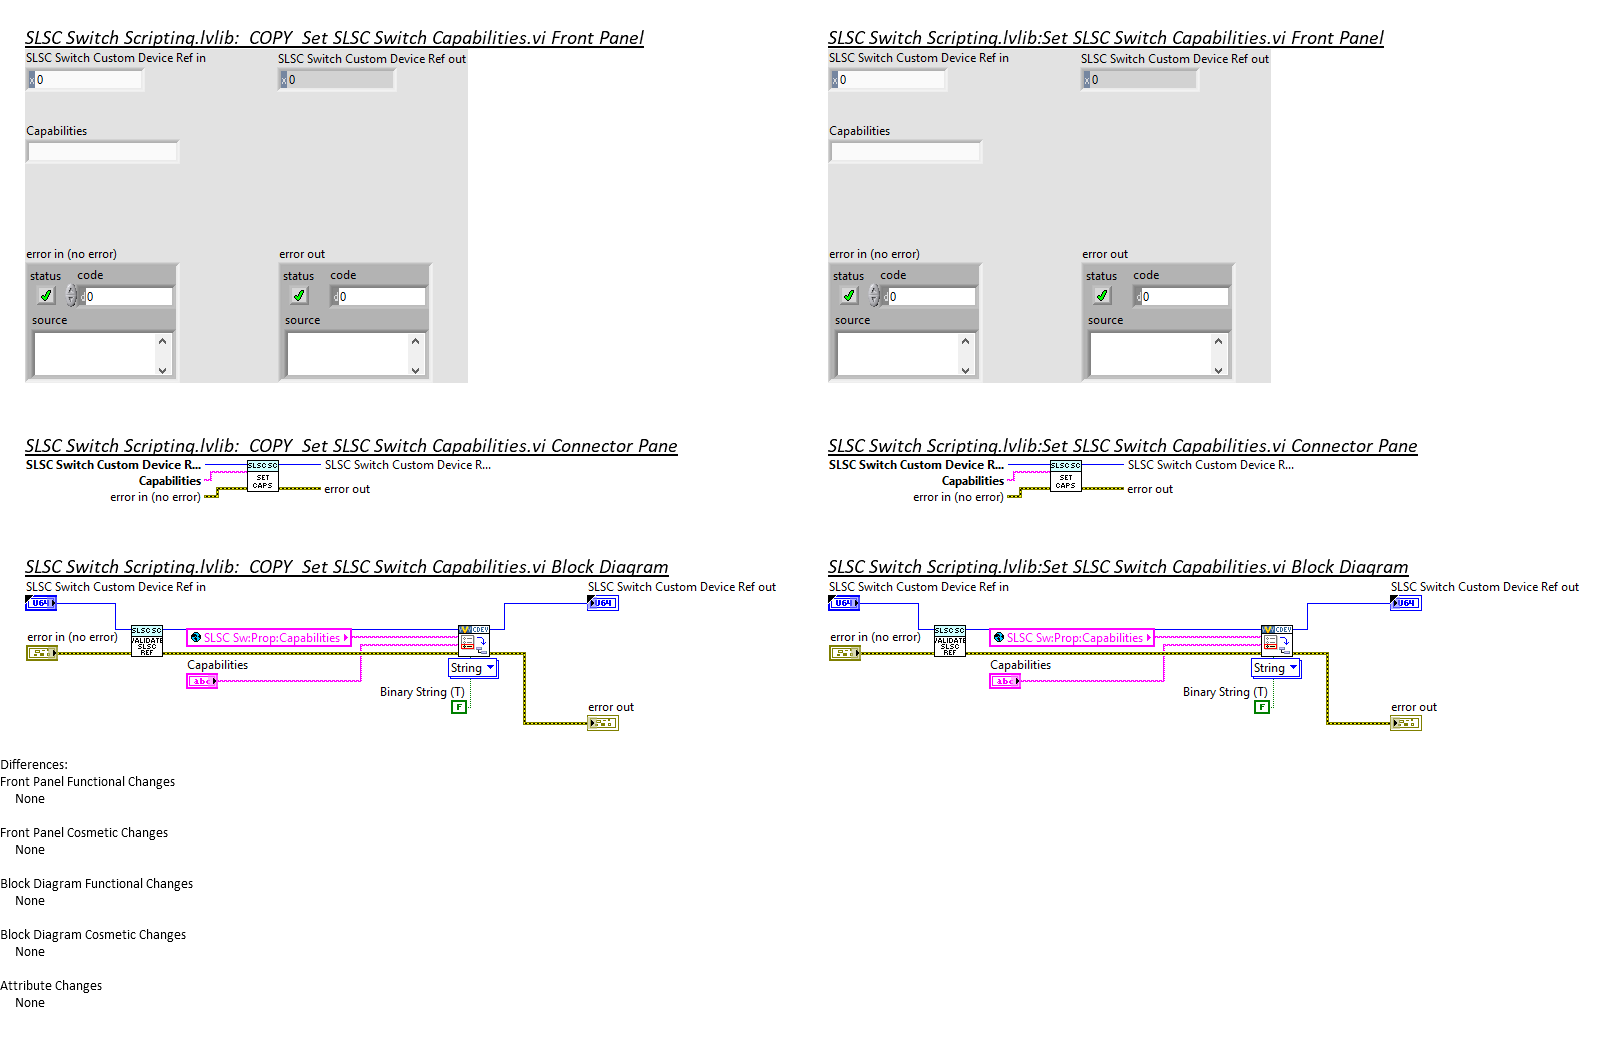 SLSC Switch Scripting.lvlib:  COPY  Set SLSC Switch Capabilities.vi Front Panel
SLSC Switch Custom Device Ref in
SLSC Switch Custom Device Ref out
x 0
x 0
Capabilities
error in (no error)
error out
status code
status code
d 0
d 0
source
source
SLSC Switch Scripting.lvlib:Set SLSC Switch Capabilities.vi Front Panel
SLSC Switch Custom Device Ref in
SLSC Switch Custom Device Ref out
x 0
x 0
Capabilities
error in (no error)
error out
status code
status code
d 0
d 0
source
source
SLSC Switch Scripting.lvlib:  COPY  Set SLSC Switch Capabilities.vi Connector Pane
SLSC Switch Custom Device R...
Capabilities
error in (no error)
SLSC SC
SET
CAPS
SLSC Switch Custom Device R...
error out
SLSC Switch Scripting.lvlib:Set SLSC Switch Capabilities.vi Connector Pane
SLSC Switch Custom Device R...
Capabilities
error in (no error)
SLSC SC
SET
CAPS
SLSC Switch Custom Device R...
error out
SLSC Switch Scripting.lvlib:  COPY  Set SLSC Switch Capabilities.vi Block Diagram
SLSC Switch Custom Device Ref in
U64
SLSC Switch Custom Device Ref out
U64
error in (no error)
SLSC SC
VALIDATE
SLSC
REF
SLSC Sw:Prop:Capabilities
CDEV
Capabilities
abc
String
Binary String (T)
F
error out
SLSC Switch Scripting.lvlib:Set SLSC Switch Capabilities.vi Block Diagram
SLSC Switch Custom Device Ref in
U64
SLSC Switch Custom Device Ref out
U64
error in (no error)
SLSC SC
VALIDATE
SLSC
REF
SLSC Sw:Prop:Capabilities
CDEV
Capabilities
abc
String
Binary String (T)
F
error out
Differences:
Front Panel Functional Changes
None
Front Panel Cosmetic Changes
None
Block Diagram Functional Changes
None
Block Diagram Cosmetic Changes
None
Attribute Changes
None